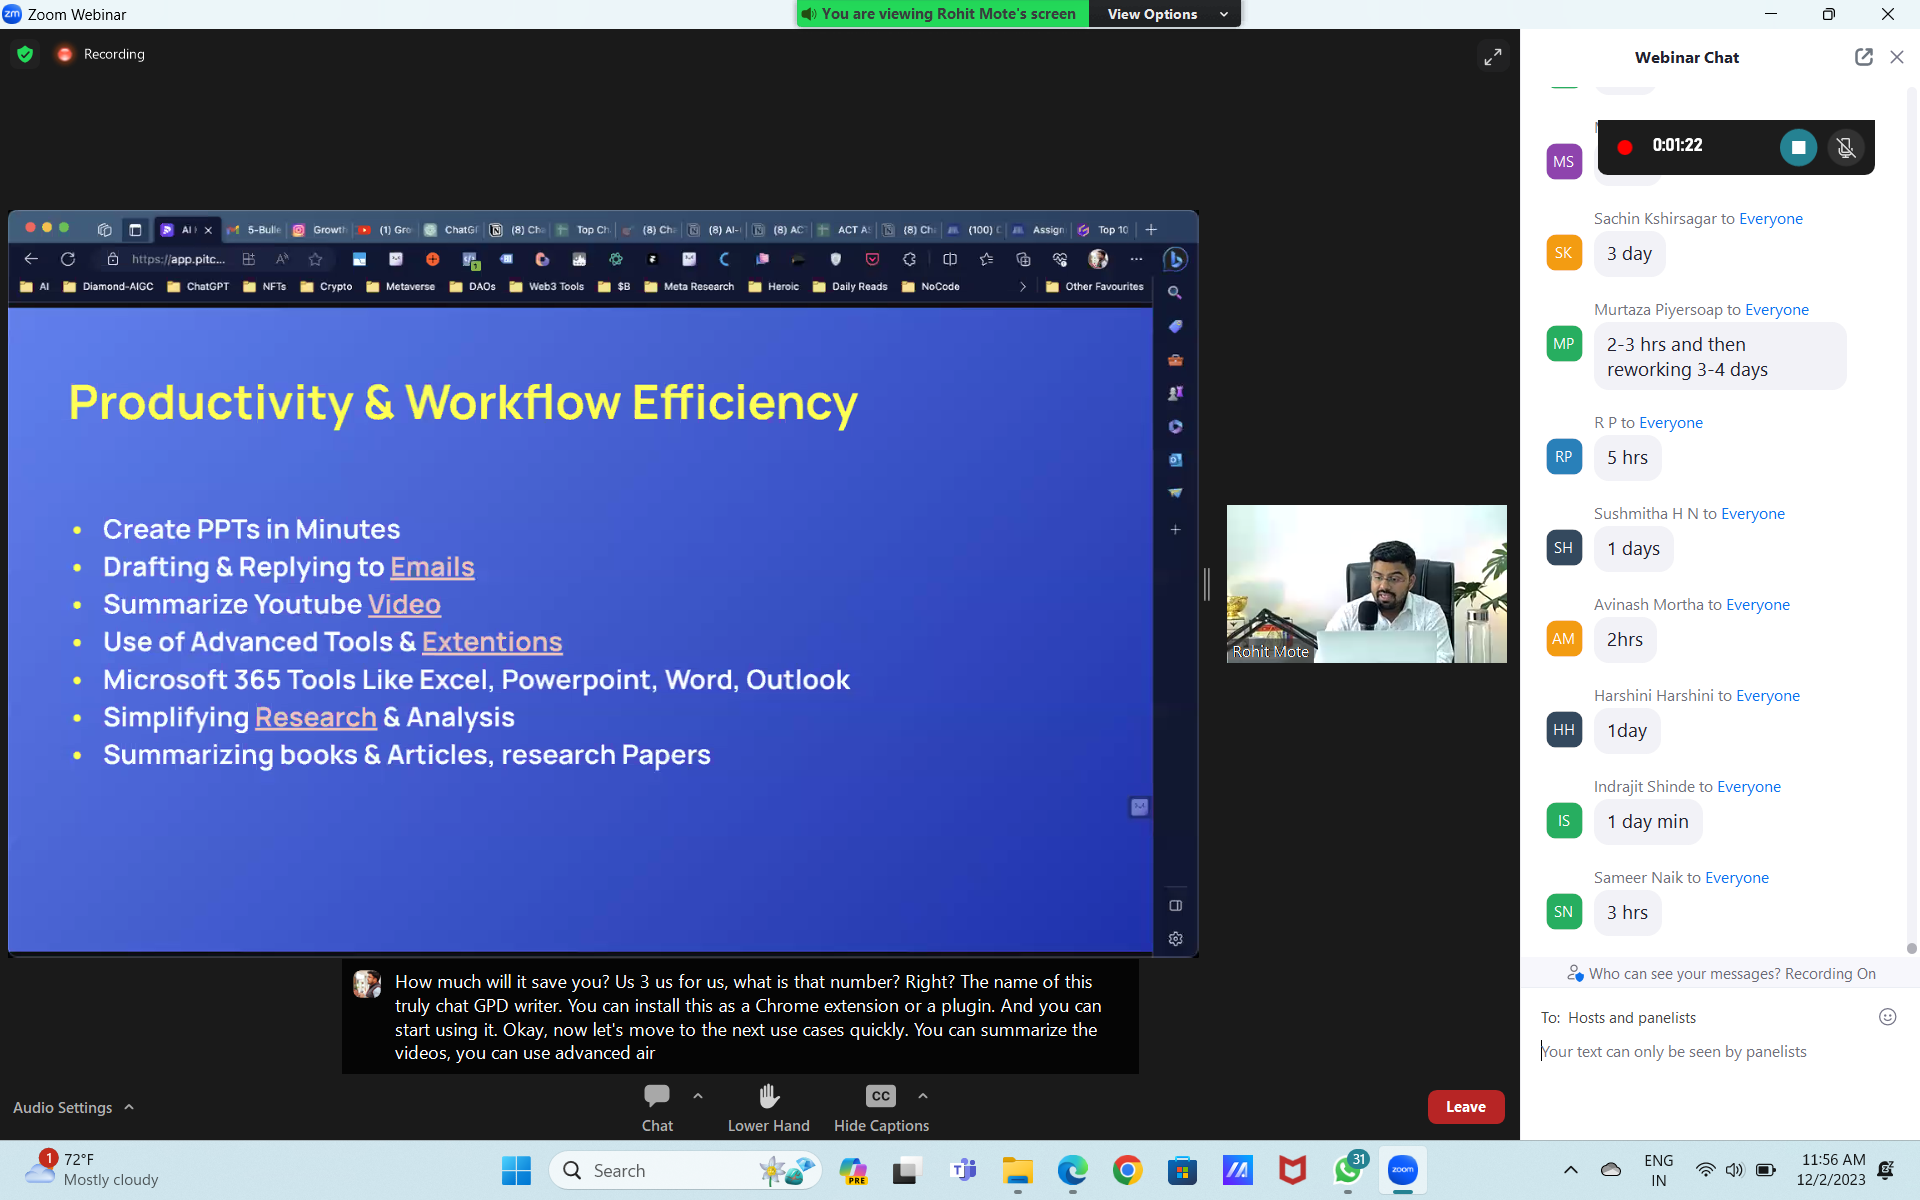 Zoom Webinar
You are viewing Rohit Mote's screen
View Options
Recording
Webinar Chat
0:01:22
MS
Sachin Kshirsagar to Everyone
SK
3 day
Murtaza Piyersoap to Everyone
MP
2-3 hrs and then
reworking 3-4 days
R P to Everyone
RP
5 hrs
Sushmitha H N to Everyone
SH
1 days
Avinash Mortha to Everyone
AM
2hrs
Harshini Harshini to Everyone
HH
1day
Indrajit Shinde to Everyone
IS
1 day min
Sameer Naik to Everyone
SN
3 hrs
Who can see your messages? Recording On
To: Hosts and panelists
Your text can only be seen by panelists
5-Bulle
Growth
(1) Gro
ChatGF
(8) Cha
Top Ch
(8) Cha
(8) AI-
(8) AC
ACT A
(8) Ch
(100)
Assign
Top 10
https://app.pitc...
AI
Diamond-AIGC
ChatGPT
NFTs
Crypto
Metaverse
DAOs
Web3 Tools
$B
Meta Research
Heroic
Daily Reads
NoCode
Other Favourites
Productivity & Workflow Efficiency
• Create PPTs in Minutes
• Drafting & Replying to Emails
• Summarize Youtube Video
• Use of Advanced Tools & Extentions
• Microsoft 365 Tools Like Excel, Powerpoint, Word, Outlook
• Simplifying Research & Analysis
• Summarizing books & Articles, research Papers
Rohit Mote
How much will it save you? Us 3 us for us, what is that number? Right? The name of this
truly chat GPD writer. You can install this as a Chrome extension or a plugin. And you can
start using it. Okay, now let's move to the next use cases quickly. You can summarize the
videos, you can use advanced air
Audio Settings
Chat
Lower Hand
CC
Hide Captions
Leave
1
72°F
Mostly cloudy
Search
PRE
31
zoom
ENG
IN
11:56 AM
12/2/2023